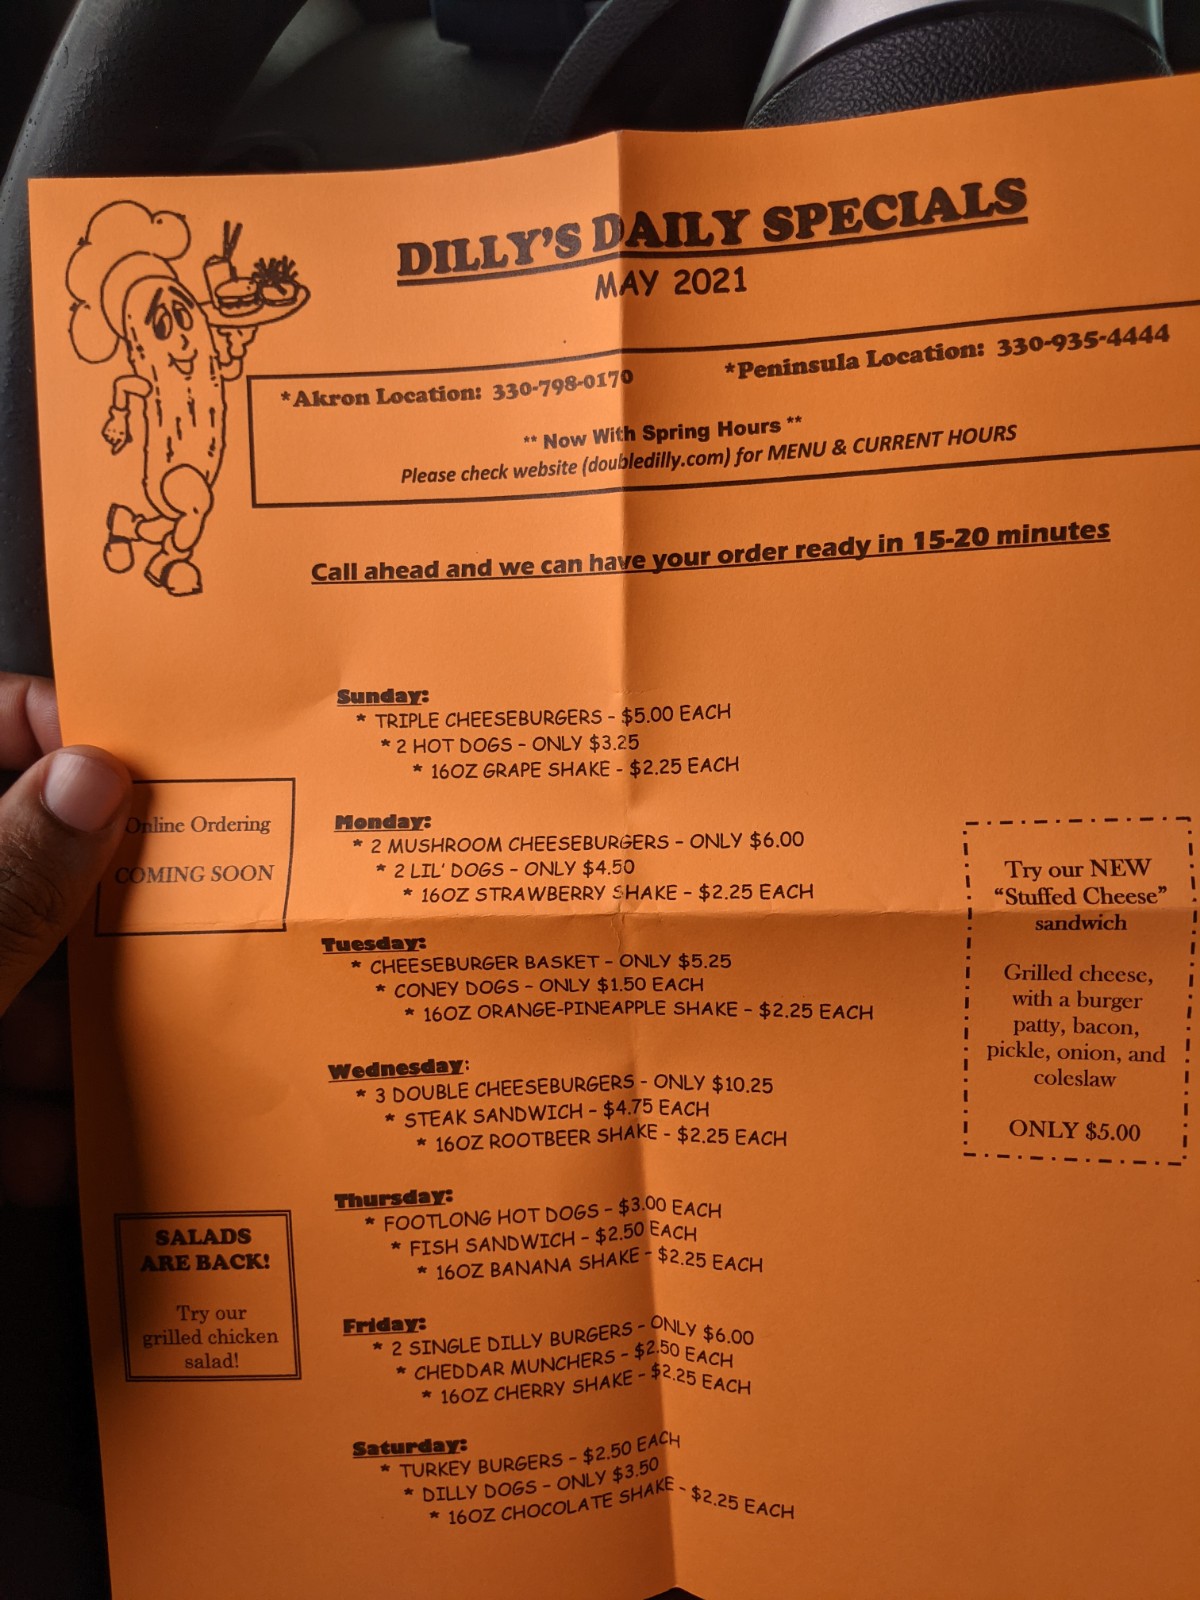 DILLY'S DAILY SPECIALS
MAY 2021
*Akron Location: 330-798-0170 *Peninsula Location: 330-935-4444
** Now With Spring Hours **
Please check website (doubledilly.com) for MENU & CURRENT HOURS
Call ahead and we can have your order ready in 15-20 minutes
Sunday:
* TRIPLE CHEESEBURGERS - $5.00 EACH
* 2 HOT DOGS - ONLY $3.25
* 16OZ GRAPE SHAKE - $2.25 EACH
Online Ordering
COMING SOON
Monday:
* 2 MUSHROOM CHEESEBURGERS - ONLY $6.00
* 2 LIL' DOGS - ONLY $4.50
* 16OZ STRAWBERRY SHAKE - $2.25 EACH
Tuesday:
* CHEESEBURGER BASKET - ONLY $5.25
* CONEY DOGS - ONLY $1.50 EACH
* 16OZ ORANGE-PINEAPPLE SHAKE - $2.25 EACH
Try our NEW
"Stuffed Cheese"
sandwich
Grilled cheese,
with a burger
patty, bacon,
pickle, onion, and
coleslaw
ONLY $5.00
Wednesday:
* 3 DOUBLE CHEESEBURGERS - ONLY $10.25
* STEAK SANDWICH - $4.75 EACH
* 16OZ ROOTBEER SHAKE - $2.25 EACH
Thursday:
* FOOTLONG HOT DOGS - $3.00 EACH
* FISH SANDWICH - $2.50 EACH
* 16OZ BANANA SHAKE - $2.25 EACH
SALADS
ARE BACK!
Try our
grilled chicken
salad!
Friday:
* 2 SINGLE DILLY BURGERS - ONLY $6.00
* CHEDDAR MUNCHERS - $2.50 EACH
* 16OZ CHERRY SHAKE - $2.25 EACH
Saturday:
* TURKEY BURGERS - $2.50 EACH
* DILLY DOGS - ONLY $3.50
* 16OZ CHOCOLATE SHAKE - $2.25 EACH